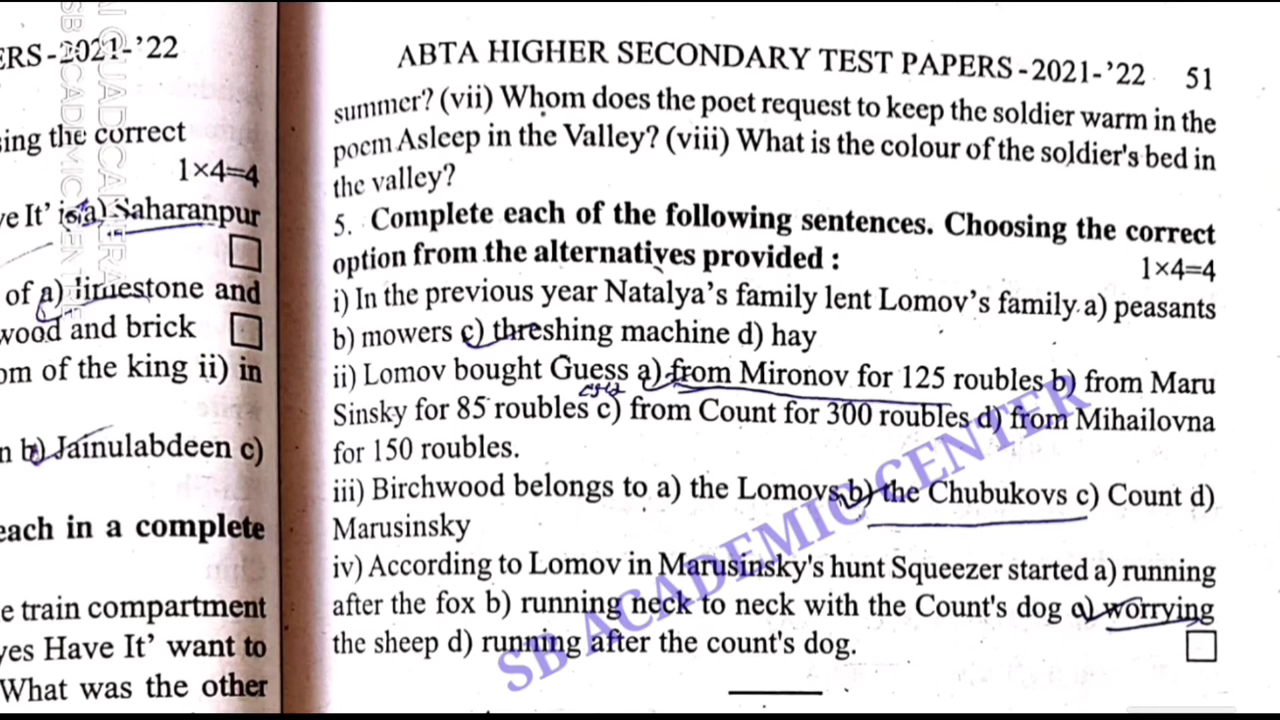 ERS-2021-'22
sing the correct
1×4=4
ve It' is a) Saharanpur
of a) limestone and
wood and brick
om of the king ii) in
n b) Jainulabdeen c)
each in a complete
e train compartment
yes Have It' want to
What was the other
ABTA HIGHER SECONDARY TEST PAPERS-2021-'22 51
summer? (vii) Whom does the poet request to keep the soldier warm in the
poem Asleep in the Valley? (viii) What is the colour of the soldier's bed in
the valley?
5. Complete each of the following sentences. Choosing the correct
option from the alternatives provided :
1×4=4
i) In the previous year Natalya's family lent Lomov's family. a) peasants
b) mowers c) threshing machine d) hay
ii) Lomov bought Guess a) from Mironov for 125 roubles b) from Maru
Sinsky for 85 roubles c) from Count for 300 roubles d) from Mihailovna
for 150 roubles.
iii) Birchwood belongs to a) the Lomovs b) the Chubukovs c) Count d)
Marusinsky
iv) According to Lomov in Marusinsky's hunt Squeezer started a) running
after the fox b) running neck to neck with the Count's dog c) worrying
the sheep d) running after the count's dog.
SB ACADEMIC CENTER